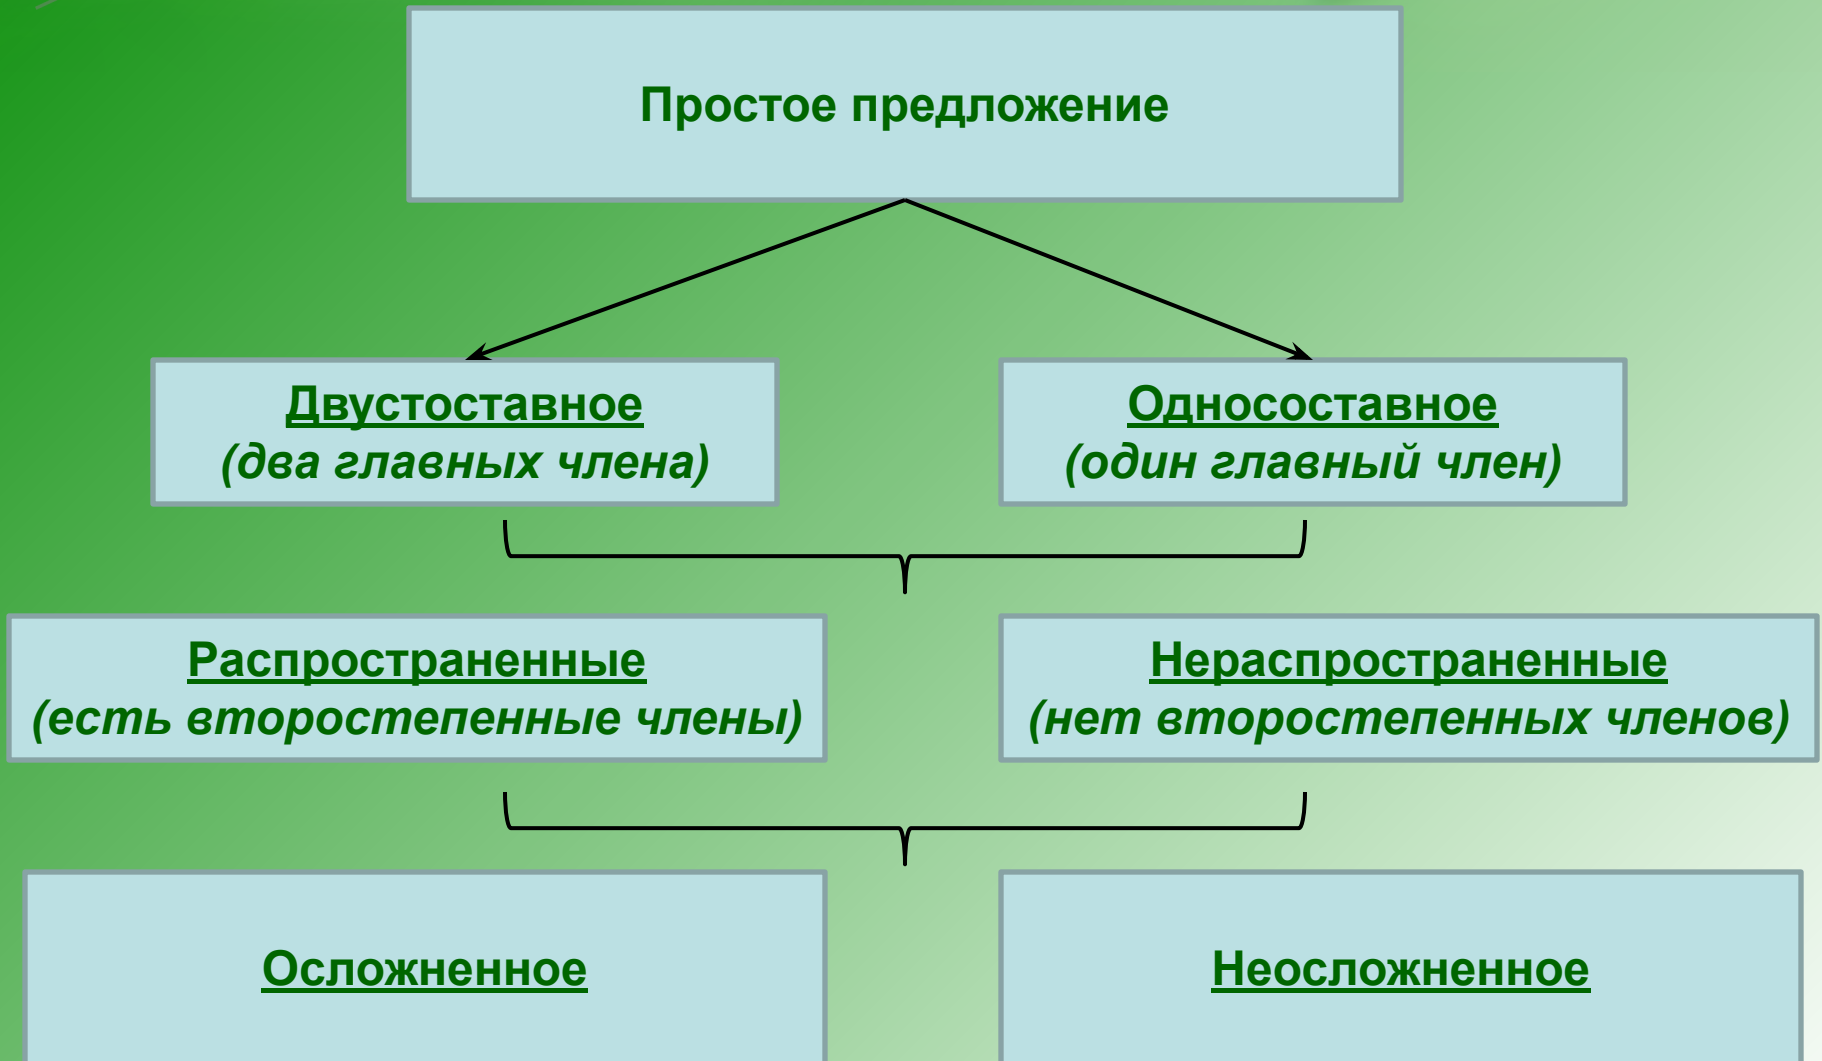 Простое предложение
Двустоставное
(два главных члена)
Односоставное
(один главный член)
Распространенные
(есть второстепенные члены)
Нераспространенные
(нет второстепенных членов)
Осложненное
Неосложненное